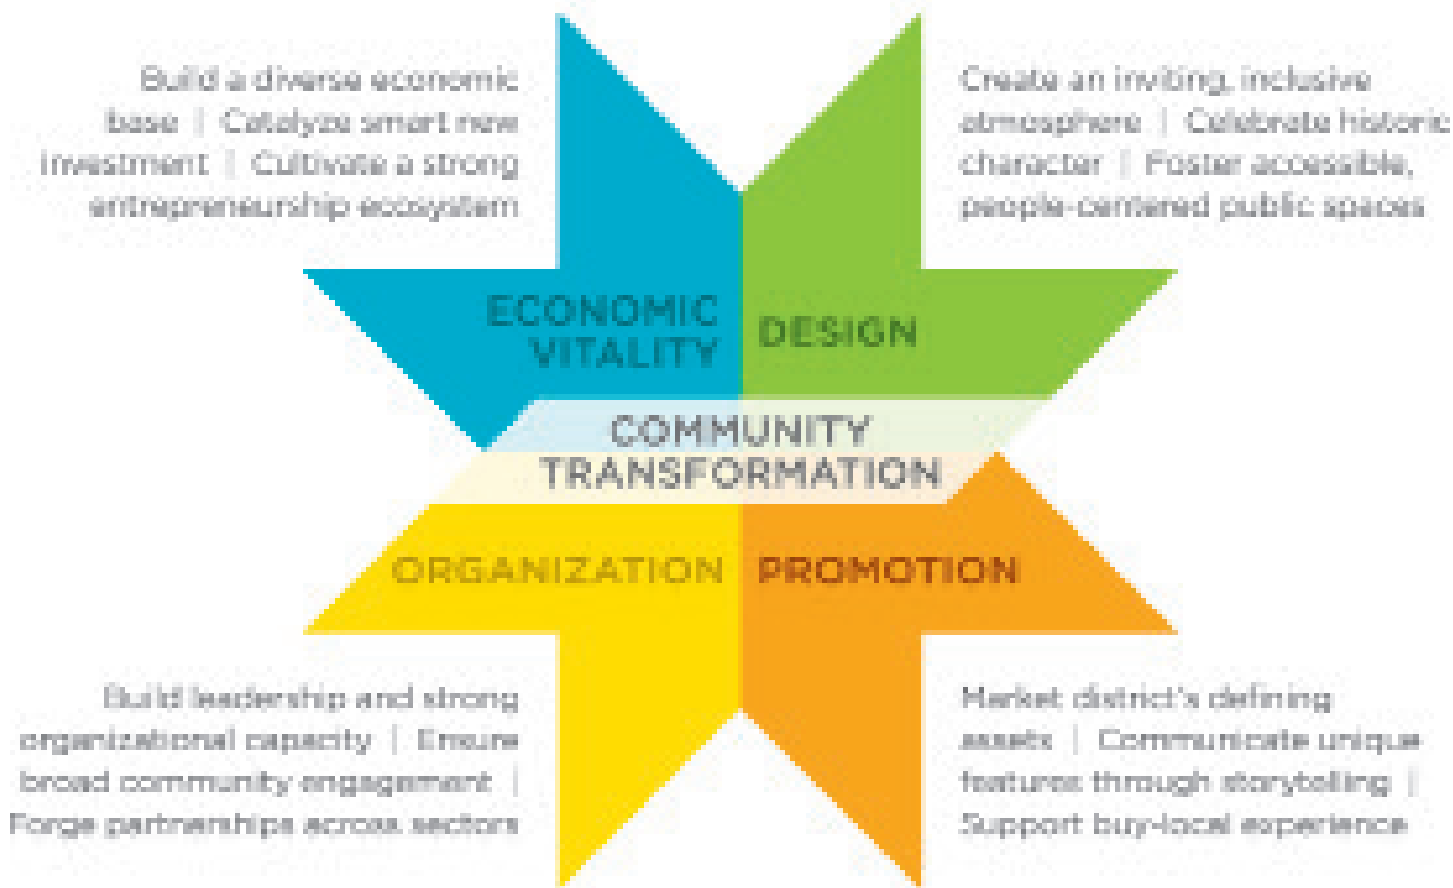 Build a diverse economic
base | Catalyze smart new
investment | Cultivate a strong
entrepreneurship ecosystem
Create an inviting, inclusive
atmosphere | Celebrate historic
character | Foster accessible,
people-centered public spaces
ECONOMIC
VITALITY
DESIGN
COMMUNITY
TRANSFORMATION
ORGANIZATION
PROMOTION
Build leadership and strong
organizational capacity | Ensure
broad community engagement |
Forge partnerships across sectors
Market district's defining
assets | Communicate unique
features through storytelling |
Support buy-local experience